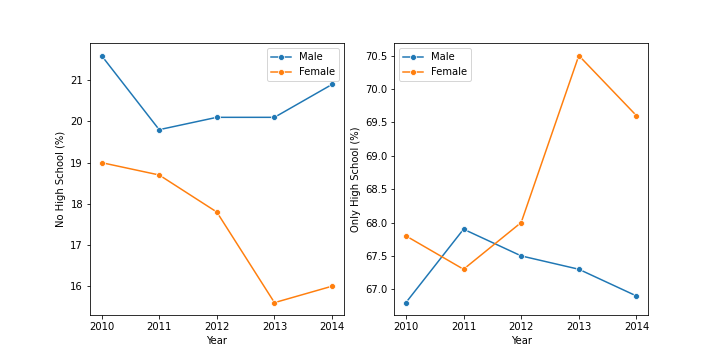 No High School (%)
21
20
19
18
17
16
Male
Female
2010 2011 2012 2013 2014
Year
Only High School (%)
70.5
70.0
69.5
69.0
68.5
68.0
67.5
67.0
Male
Female
2010 2011 2012 2013 2014
Year